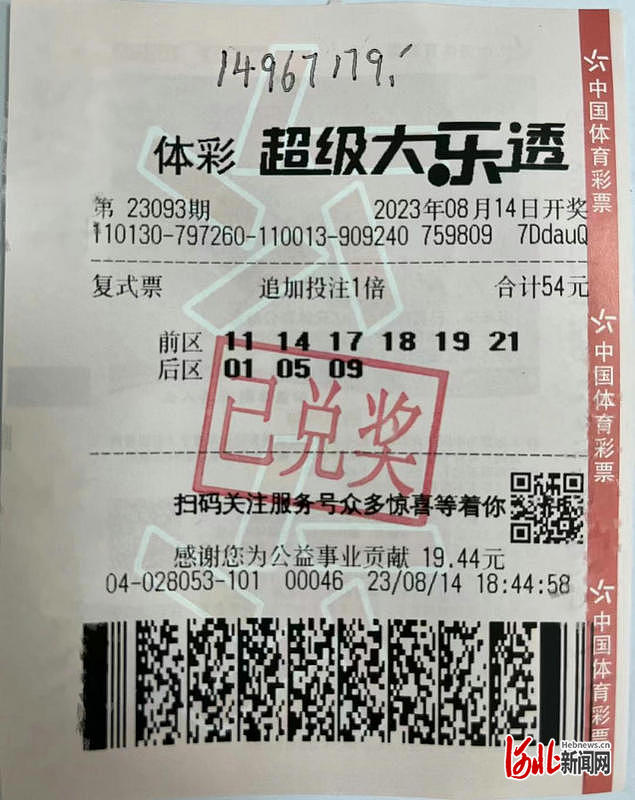 14967179.
体彩 超级大乐透
第 23093期 2023年08月14日开奖
110130-797260-110013-909240 759809 7DdauQ
复式票 追加投注1倍 合计54元
前区 11 14 17 18 19 21
后区 01 05 09
已兑奖
扫码关注服务号众多惊喜等着你
感谢您为公益事业贡献 19.44元
04-028053-101 00046 23/08/14 18:44:58
中国体育彩票
中国体育彩票
中国体育彩票
Hebnews.cn
河北新闻网